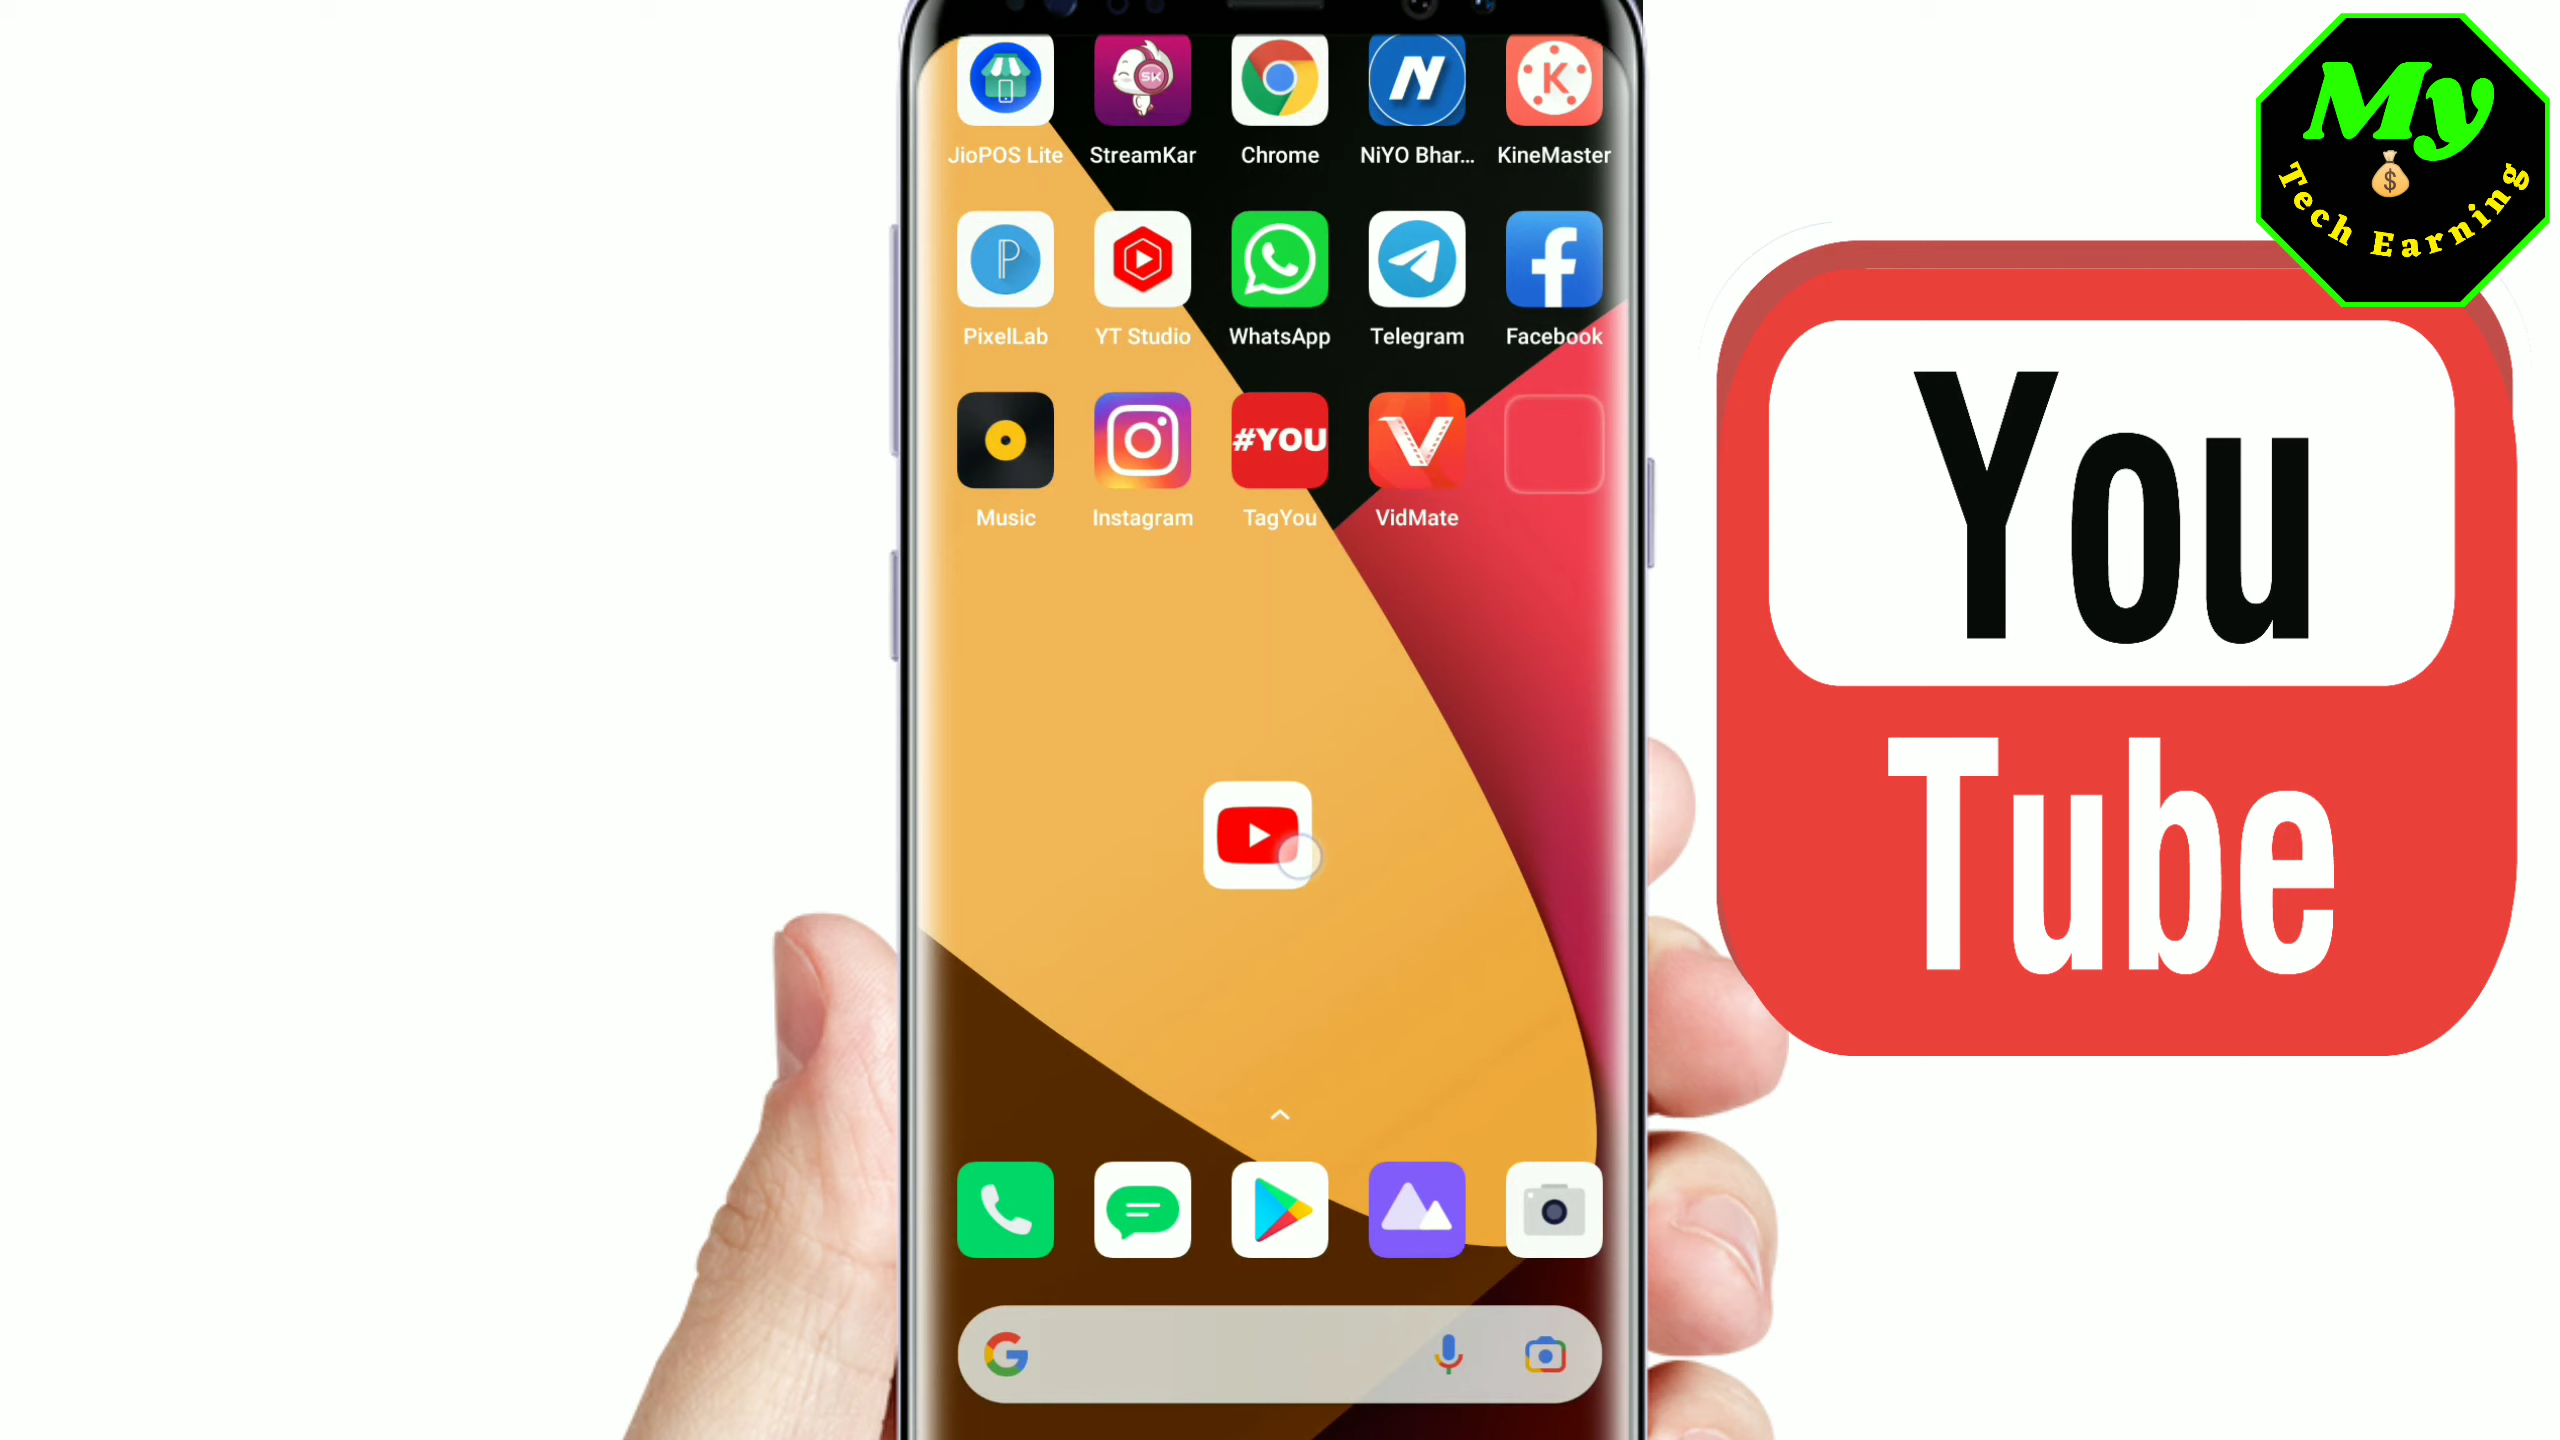 My
Tech Earning
JioPOS Lite
StreamKar
SK
Chrome
NiYO Bhar...
KineMaster
K
PixelLab
YT Studio
WhatsApp
Telegram
Facebook
#YOU
Music
Instagram
TagYou
VidMate
You
Tube